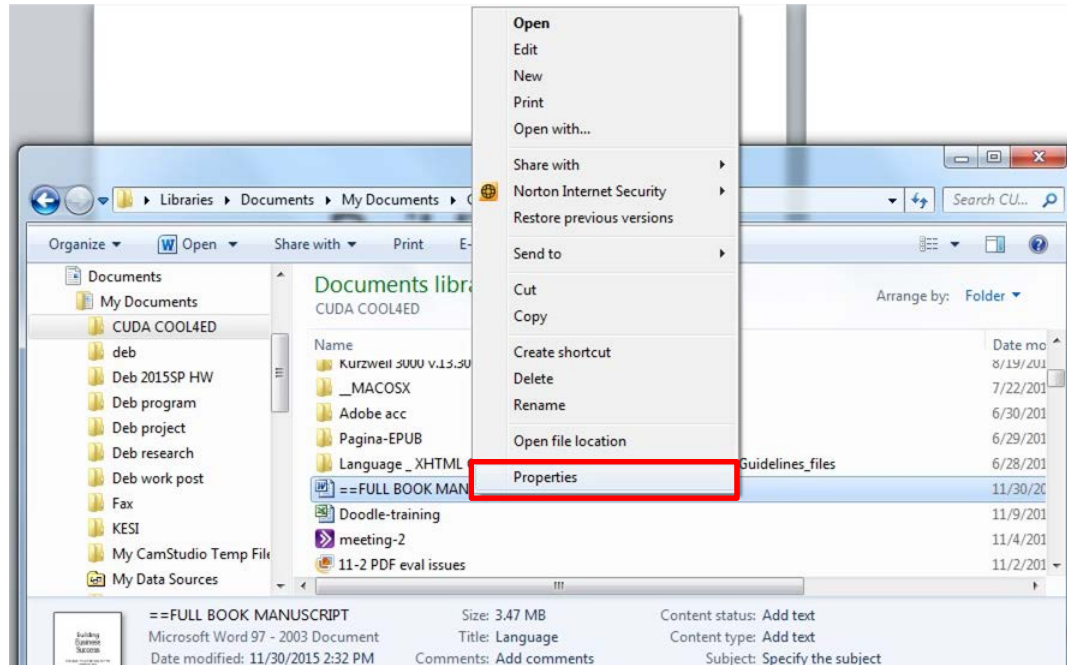 Open
Edit
New
Print
Open with...
Share with
Norton Internet Security
Restore previous versions
Send to
Cut
Copy
Create shortcut
Delete
Rename
Open file location
Properties
Libraries Documents My Documents
Search CU...
Organize Open Share with Print E-
Documents libra
CUDA COOL4ED
Arrange by: Folder
Documents
My Documents
CUDA COOL4ED
deb
Deb 2015SP HW
Deb program
Deb project
Deb research
Deb work post
Fax
KESI
My CamStudio Temp File
My Data Sources
Name Date mo
Kurzweil 3000 v.13.30 8/19/201
__MACOSX 7/22/201
Adobe acc 6/30/201
Pagina-EPUB 6/29/201
Language _ XHTML Guidelines_files 6/28/201
==FULL BOOK MAN 11/30/20
Doodle-training 11/9/201
meeting-2 11/4/201
11-2 PDF eval issues 11/2/201
Building
Business
Success
==FULL BOOK MANUSCRIPT Size: 3.47 MB Content status: Add text
Microsoft Word 97 - 2003 Document Title: Language Content type: Add text
Date modified: 11/30/2015 2:32 PM Comments: Add comments Subject: Specify the subject